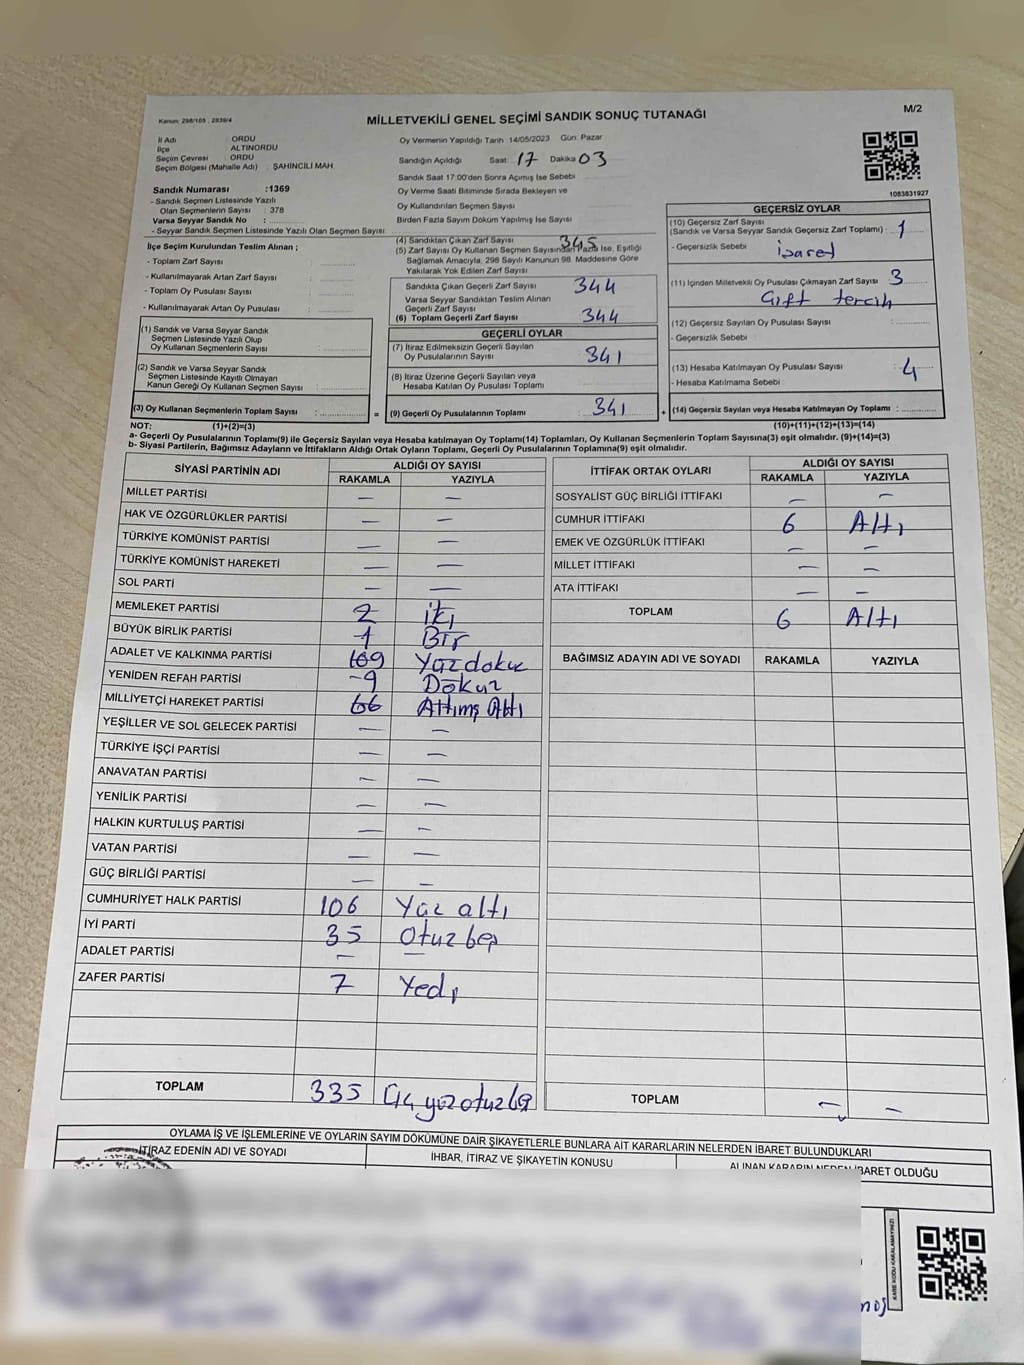 Kanun: 298/105 , 2839/4
MİLLETVEKİLİ GENEL SEÇİMİ SANDIK SONUÇ TUTANAĞI
M/2
İl Adı : ORDU
İlçe : ALTINORDU
Seçim Çevresi : ORDU
Seçim Bölgesi (Mahalle Adı) : ŞAHİNCİLİ MAH.
Sandık Numarası :1369
- Sandık Seçmen Listesinde Yazılı
Olan Seçmenlerin Sayısı : 378
Varsa Seyyar Sandık No :
- Seyyar Sandık Seçmen Listesinde Yazılı Olan Seçmen Sayısı
Oy Vermenin Yapıldığı Tarih 14/05/2023 Gün: Pazar
Sandığın Açıldığı Saat: 17 Dakika 03
Sandık Saat 17:00'den Sonra Açımış İse Sebebi
Oy Verme Saati Bitiminde Sırada Bekleyen ve
Oy Kullandırılan Seçmen Sayısı
Birden Fazla Sayım Döküm Yapılmış İse Sayısı
1083831927
İlçe Seçim Kurulundan Teslim Alınan ;
- Toplam Zarf Sayısı
- Kullanılmayarak Artan Zarf Sayısı
- Toplam Oy Pusulası Sayısı
- Kullanılmayarak Artan Oy Pusulası
(1) Sandık ve Varsa Seyyar Sandık
Seçmen Listesinde Yazılı Olup
Oy Kullanan Seçmenlerin Sayısı
(2) Sandık ve Varsa Seyyar Sandık
Seçmen Listesinde Kayıtlı Olmayan
Kanun Gereği Oy Kullanan Seçmen Sayısı
(3) Oy Kullanan Seçmenlerin Toplam Sayısı :
(4) Sandıktan Çıkan Zarf Sayısı 345
(5) Zarf Sayısı Oy Kullanan Seçmen Sayısından Fazla İse, Eşitliği
Sağlamak Amacıyla, 298 Sayılı Kanunun 98. Maddesine Göre
Yakılarak Yok Edilen Zarf Sayısı
Sandıkta Çıkan Geçerli Zarf Sayısı 344
Varsa Seyyar Sandıktan Teslim Alınan
Geçerli Zarf Sayısı
(6) Toplam Geçerli Zarf Sayısı 344
GEÇERLİ OYLAR
(7) İtiraz Edilmeksizin Geçerli Sayılan
Oy Pusulalarının Sayısı 341
(8) İtiraz Üzerine Geçerli Sayılan veya
Hesaba Katılan Oy Pusulası Toplamı
= (9) Geçerli Oy Pusulalarının Toplamı 341 +
GEÇERSİZ OYLAR
(10) Geçersiz Zarf Sayısı
(Sandık ve Varsa Seyyar Sandık Geçersiz Zarf Toplamı) : 1
- Geçersizlik Sebebi işaret
(11) İçinden Milletvekili Oy Pusulası Çıkmayan Zarf Sayısı 3
Çift tercih
(12) Geçersiz Sayılan Oy Pusulası Sayısı
- Geçersizlik Sebebi :
(13) Hesaba Katılmayan Oy Pusulası Sayısı 4
- Hesaba Katılmama Sebebi
(14) Geçersiz Sayılan veya Hesaba Katılmayan Oy Toplamı :
NOT: (1)+(2)=(3) (10)+(11)+(12)+(13)=(14)
a- Geçerli Oy Pusulalarının Toplamı(9) ile Geçersiz Sayılan veya Hesaba katılmayan Oy Toplamı(14) Toplamları, Oy Kullanan Seçmenlerin Toplam Sayısına(3) eşit olmalıdır. (9)+(14)=(3)
b- Siyasi Partilerin, Bağımsız Adayların ve İttifakların Aldığı Ortak Oyların Toplamı, Geçerli Oy Pusulalarının Toplamına(9) eşit olmalıdır.
SİYASİ PARTİNİN ADI ALDIĞI OY SAYISI
RAKAMLA YAZIYLA
MİLLET PARTİSİ — —
HAK VE ÖZGÜRLÜKLER PARTİSİ — —
TÜRKİYE KOMÜNİST PARTİSİ — —
TÜRKİYE KOMÜNİST HAREKETİ — —
SOL PARTİ — —
MEMLEKET PARTİSİ 2 iki
BÜYÜK BİRLİK PARTİSİ 1 Bir
ADALET VE KALKINMA PARTİSİ 109 Yüzdokuz
YENİDEN REFAH PARTİSİ 9 Dokuz
MİLLİYETÇİ HAREKET PARTİSİ 66 Altmış Altı
YEŞİLLER VE SOL GELECEK PARTİSİ — —
TÜRKİYE İŞÇİ PARTİSİ — —
ANAVATAN PARTİSİ — —
YENİLİK PARTİSİ — —
HALKIN KURTULUŞ PARTİSİ — —
VATAN PARTİSİ — —
GÜÇ BİRLİĞİ PARTİSİ — —
CUMHURİYET HALK PARTİSİ 106 Yüz altı
İYİ PARTİ 35 Otuz beş
ADALET PARTİSİ — —
ZAFER PARTİSİ 7 Yedi
TOPLAM 335 Üç yüz otuz beş
İTTİFAK ORTAK OYLARI ALDIĞI OY SAYISI
RAKAMLA YAZIYLA
SOSYALİST GÜÇ BİRLİĞİ İTTİFAKI — —
CUMHUR İTTİFAKI 6 Altı
EMEK VE ÖZGÜRLÜK İTTİFAKI — —
MİLLET İTTİFAKI — —
ATA İTTİFAKI — —
TOPLAM 6 Altı
BAĞIMSIZ ADAYIN ADI VE SOYADI RAKAMLA YAZIYLA
TOPLAM — —
OYLAMA İŞ VE İŞLEMLERİNE VE OYLARIN SAYIM DÖKÜMÜNE DAİR ŞİKAYETLERLE BUNLARA AİT KARARLARIN NELERDEN İBARET BULUNDUKLARI
İTİRAZ EDENİN ADI VE SOYADI İHBAR, İTİRAZ VE ŞİKAYETİN KONUSU ALINAN KARARIN NEDEN İBARET OLDUĞU
KARE KODU KARALAMAYINIZ!